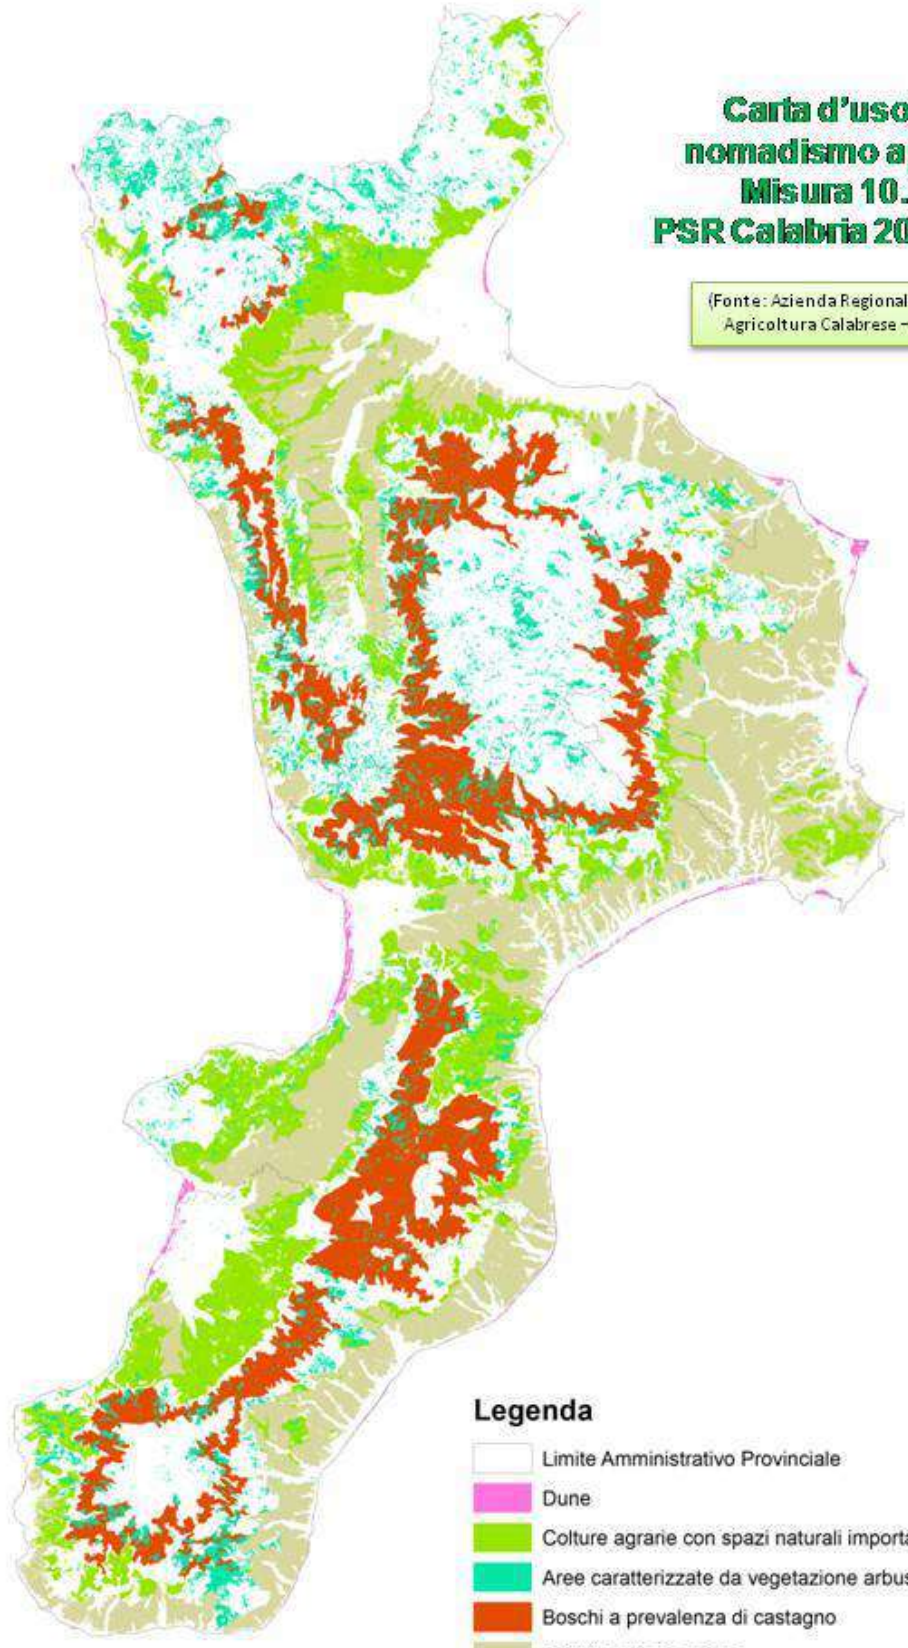 Carta d'uso
nomadismo a
Misura 10.
PSR Calabria 20
(Fonte: Azienda Regional
Agricoltura Calabrese –
Legenda
Limite Amministrativo Provinciale
Dune
Colture agrarie con spazi naturali importa
Aree caratterizzate da vegetazione arbus
Boschi a prevalenza di castagno